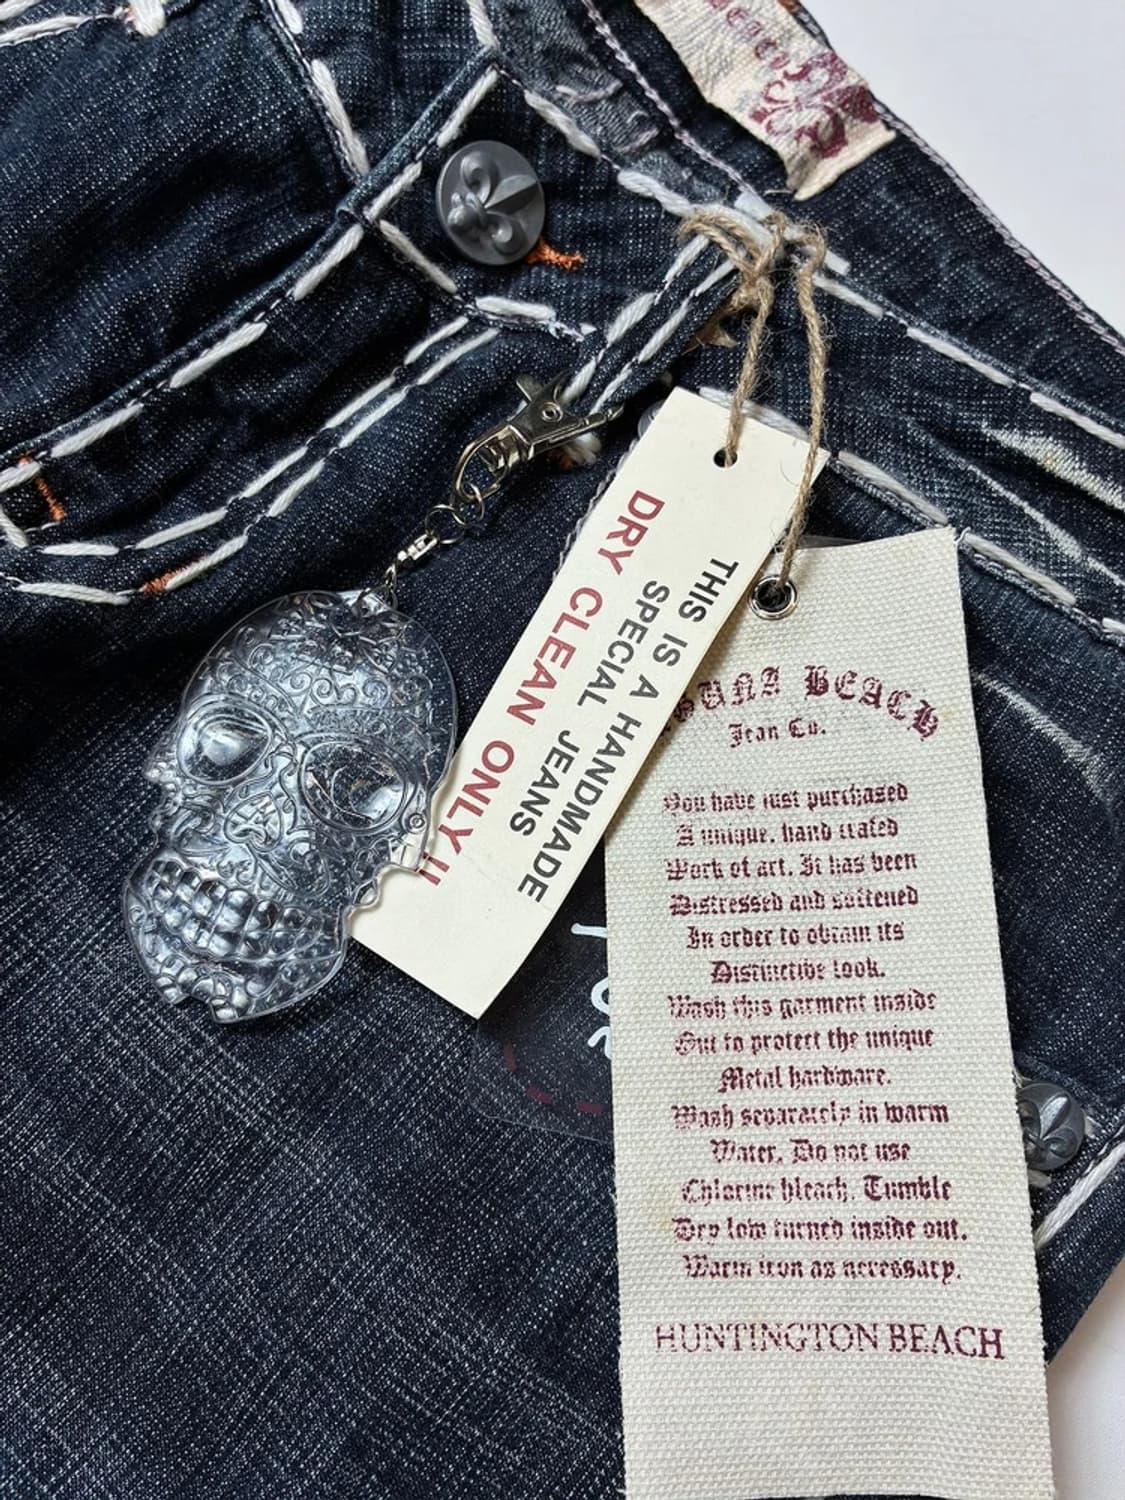 THIS IS A HANDMADE
SPECIAL JEANS
DRY CLEAN ONLY !!
GUNA BEACH
Jean Co.
You have just purchased
A unique, hand crafed
Work of art. It has been
Distressed and softened
In order to obtain its
Distinctive look.
Wash this garment inside
Out to protect the unique
Metal hardware.
Wash separately in warm
Water. Do not use
Chlorine bleach. Tumble
Dry low turned inside out.
Warm iron as necessary.
HUNTINGTON BEACH